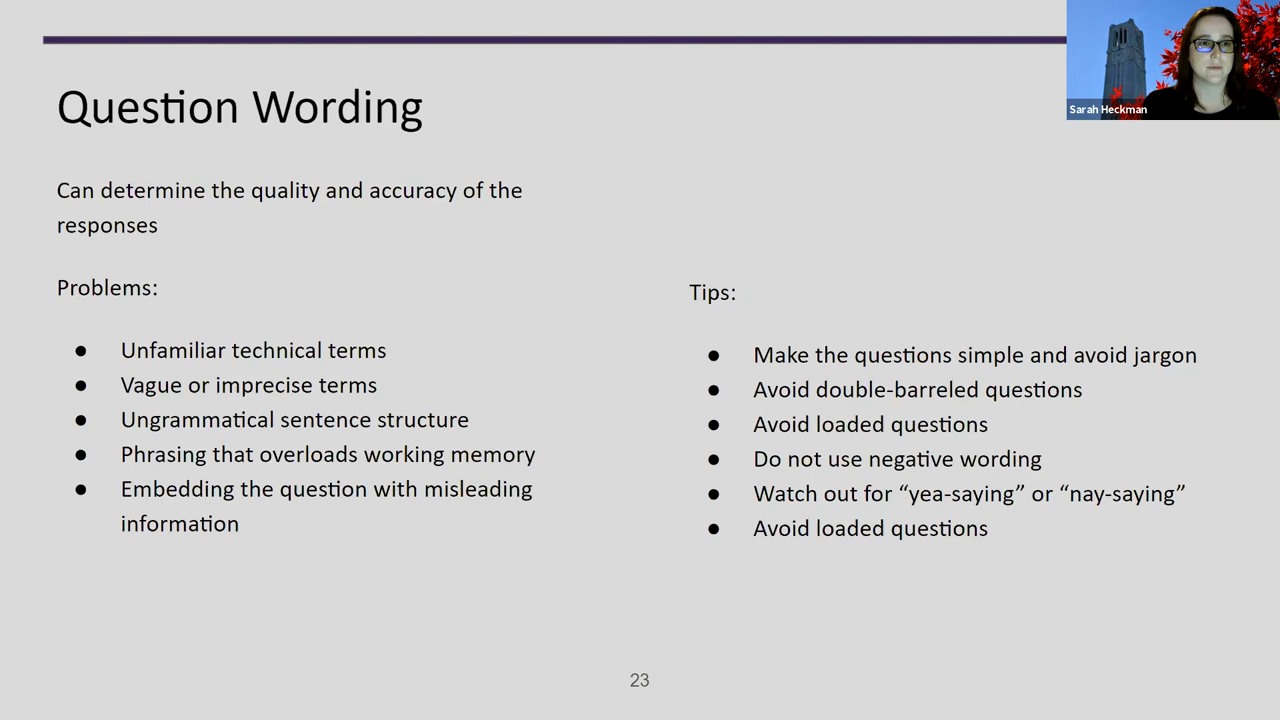 Question Wording
Sarah Heckman
Can determine the quality and accuracy of the
responses
Problems:
● Unfamiliar technical terms
● Vague or imprecise terms
● Ungrammatical sentence structure
● Phrasing that overloads working memory
● Embedding the question with misleading
information
Tips:
● Make the questions simple and avoid jargon
● Avoid double-barreled questions
● Avoid loaded questions
● Do not use negative wording
● Watch out for “yea-saying” or “nay-saying”
● Avoid loaded questions
23